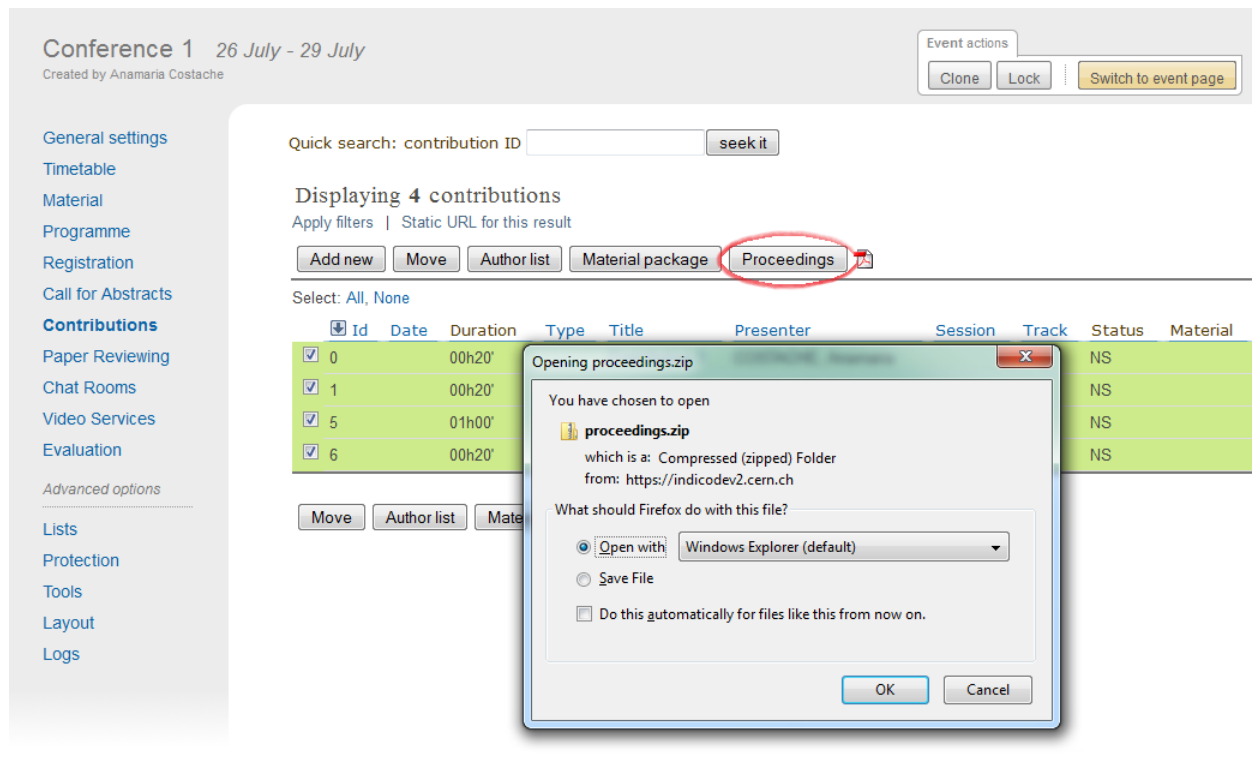 Conference 1 26 July - 29 July
Created by Anamaria Costache
Event actions
Clone Lock Switch to event page
General settings
Timetable
Material
Programme
Registration
Call for Abstracts
Contributions
Paper Reviewing
Chat Rooms
Video Services
Evaluation
Advanced options
Lists
Protection
Tools
Layout
Logs
Quick search: contribution ID seek it
Displaying 4 contributions
Apply filters | Static URL for this result
Add new Move Author list Material package Proceedings
Select: All, None
Id Date Duration Type Title Presenter Session Track Status Material
0 00h20' NS
1 00h20' NS
5 01h00' NS
6 00h20' NS
Move Author list Mate
Opening proceedings.zip
You have chosen to open
proceedings.zip
which is a: Compressed (zipped) Folder
from: https://indicodev2.cern.ch
What should Firefox do with this file?
Open with Windows Explorer (default)
Save File
Do this automatically for files like this from now on.
OK Cancel